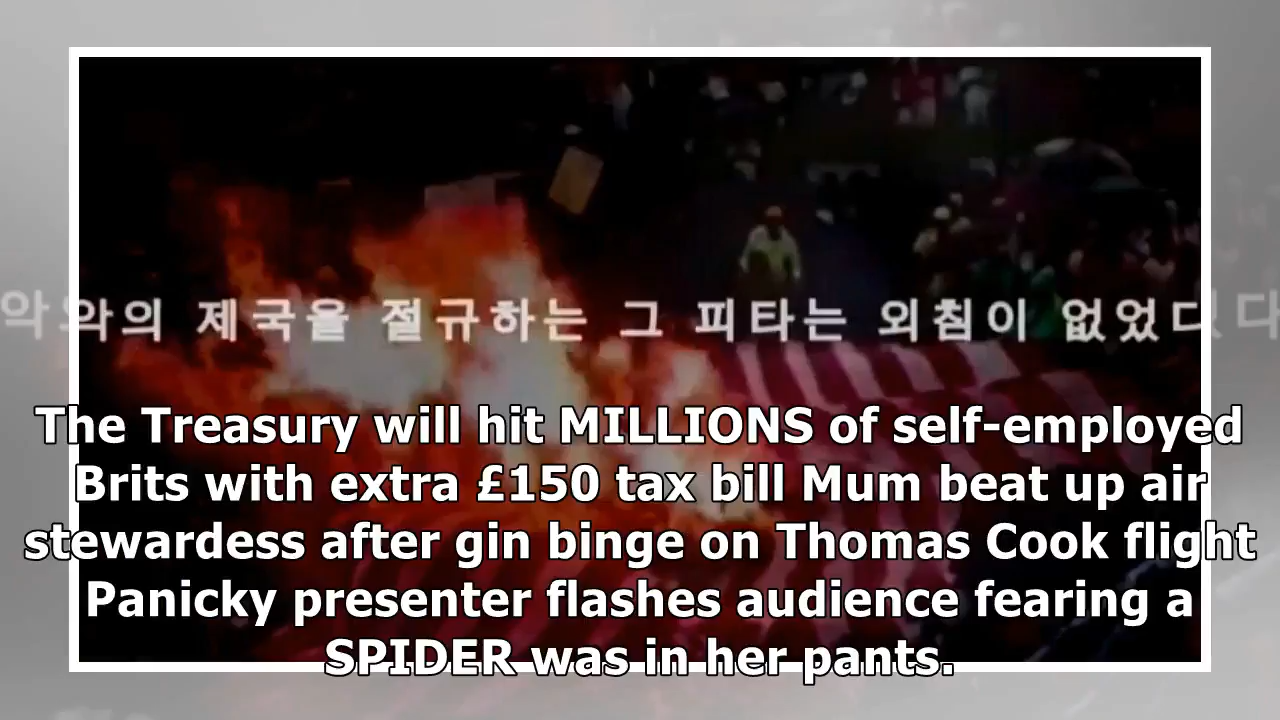 악의 제국을 절규하는 그 피타는 외침이 없었다
The Treasury will hit MILLIONS of self-employed
Brits with extra £150 tax bill Mum beat up air
stewardess after gin binge on Thomas Cook flight
Panicky presenter flashes audience fearing a
SPIDER was in her pants.